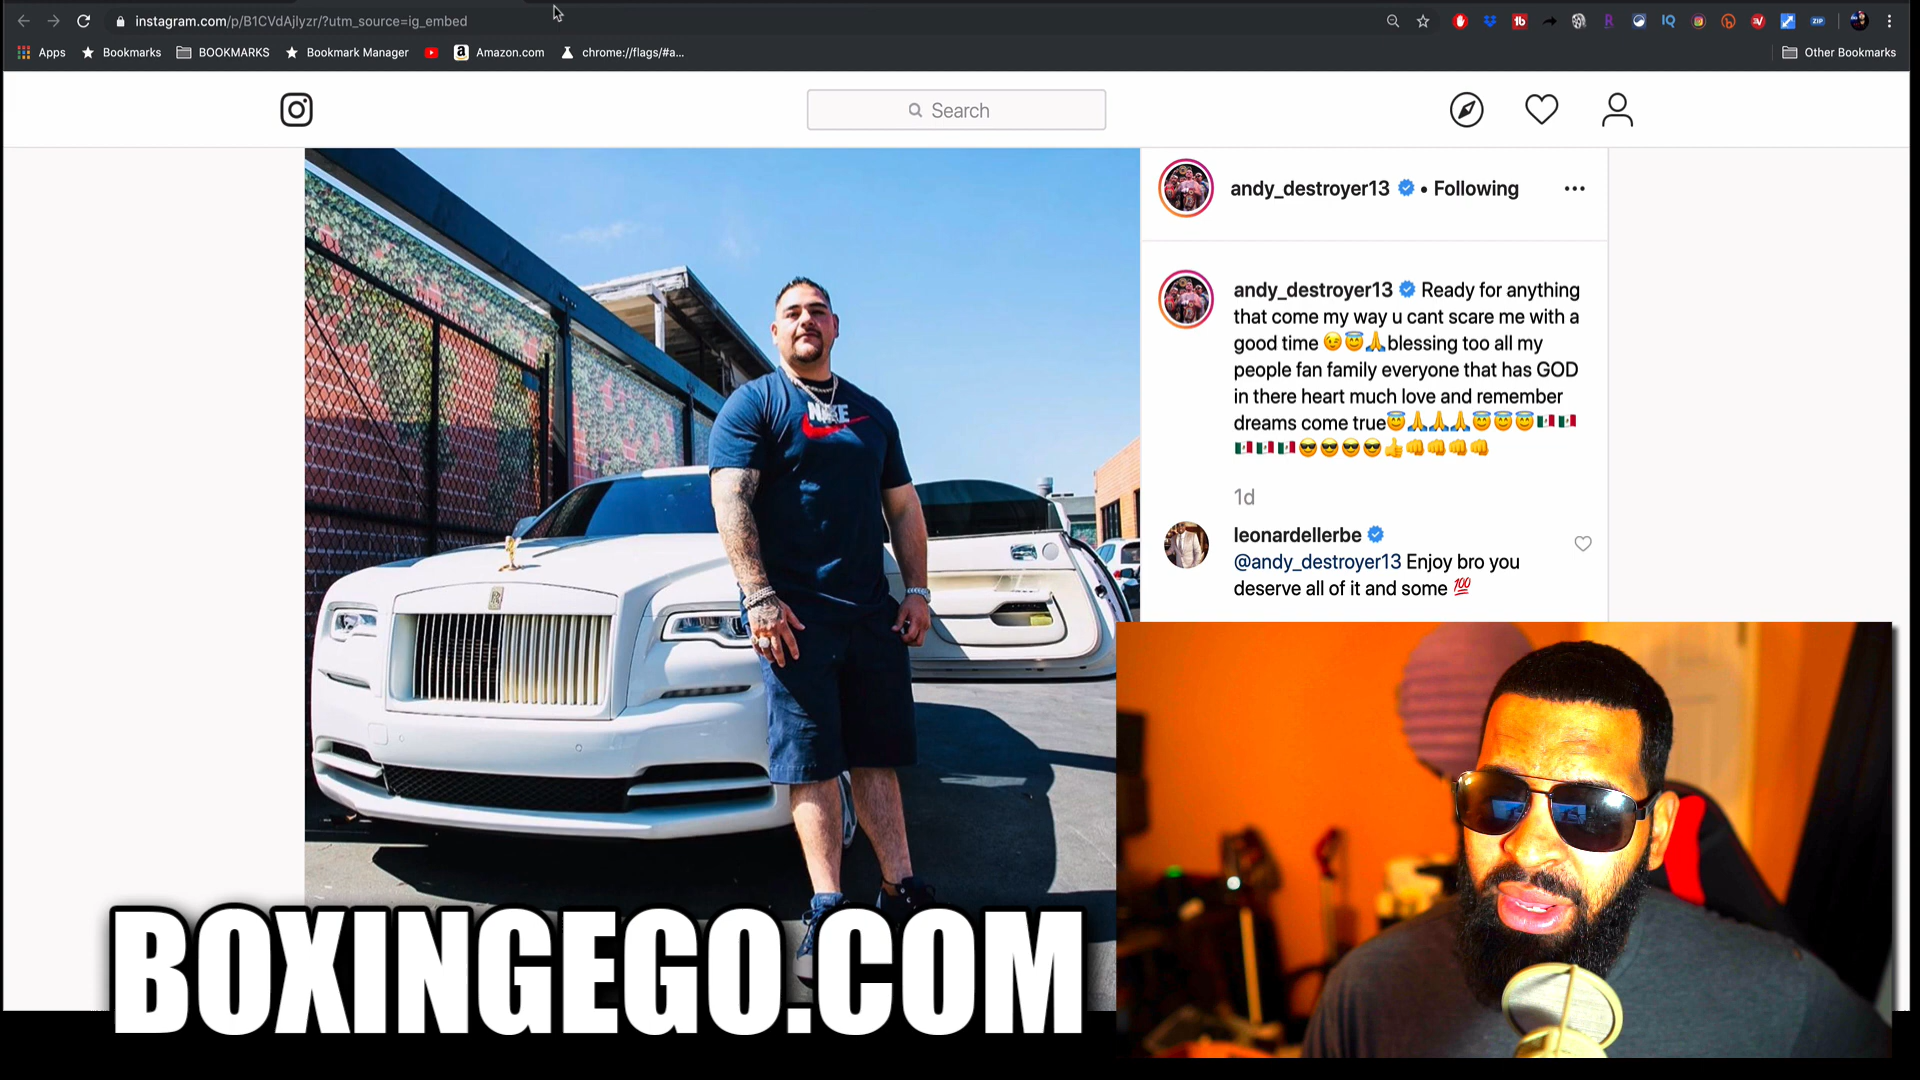 instagram.com/p/B1CVdAjlyzr/?utm_source=ig_embed
Apps Bookmarks BOOKMARKS Bookmark Manager Amazon.com chrome://flags/#a... Other Bookmarks
Search
andy_destroyer13 • Following
andy_destroyer13 Ready for anything
that come my way u cant scare me with a
good time 😉😇🙏blessing too all my
people fan family everyone that has GOD
in there heart much love and remember
dreams come true😇🙏🙏🙏😇😇😇🇲🇽🇲🇽
🇲🇽🇲🇽🇲🇽😎😎😎😎👍👊👊👊👊
1d
leonardellerbe
@andy_destroyer13 Enjoy bro you
deserve all of it and some 💯
NIKE
BOXINGEGO.COM